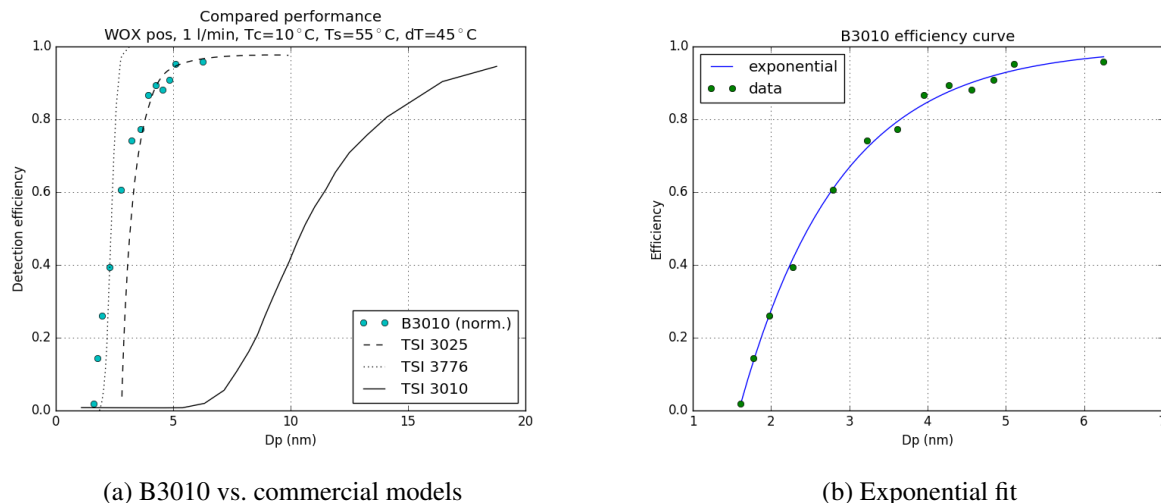 Compared performance
WOX pos, 1 l/min, Tc=10°C, Ts=55°C, dT=45°C
1.0
0.8
0.6
0.4
0.2
0.0
Detection efficiency
0
5
10
15
20
Dp (nm)
B3010 (norm.)
TSI 3025
TSI 3776
TSI 3010
(a) B3010 vs. commercial models
B3010 efficiency curve
1.0
0.8
0.6
0.4
0.2
0.0
Efficiency
1
2
3
4
5
6
7
Dp (nm)
exponential
data
(b) Exponential fit